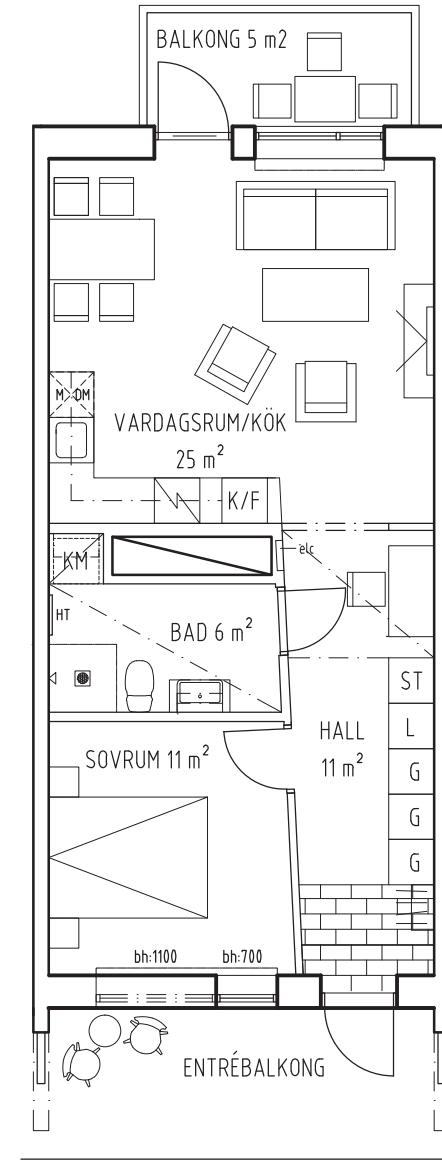 BALKONG 5 m2
M DM
VARDAGSRUM/KÖK
25 m²
K/F
elc
KM
HT
BAD 6 m²
ST
L
HALL
11 m²
SOVRUM 11 m²
G
G
G
bh:1100 bh:700
ENTRÉBALKONG